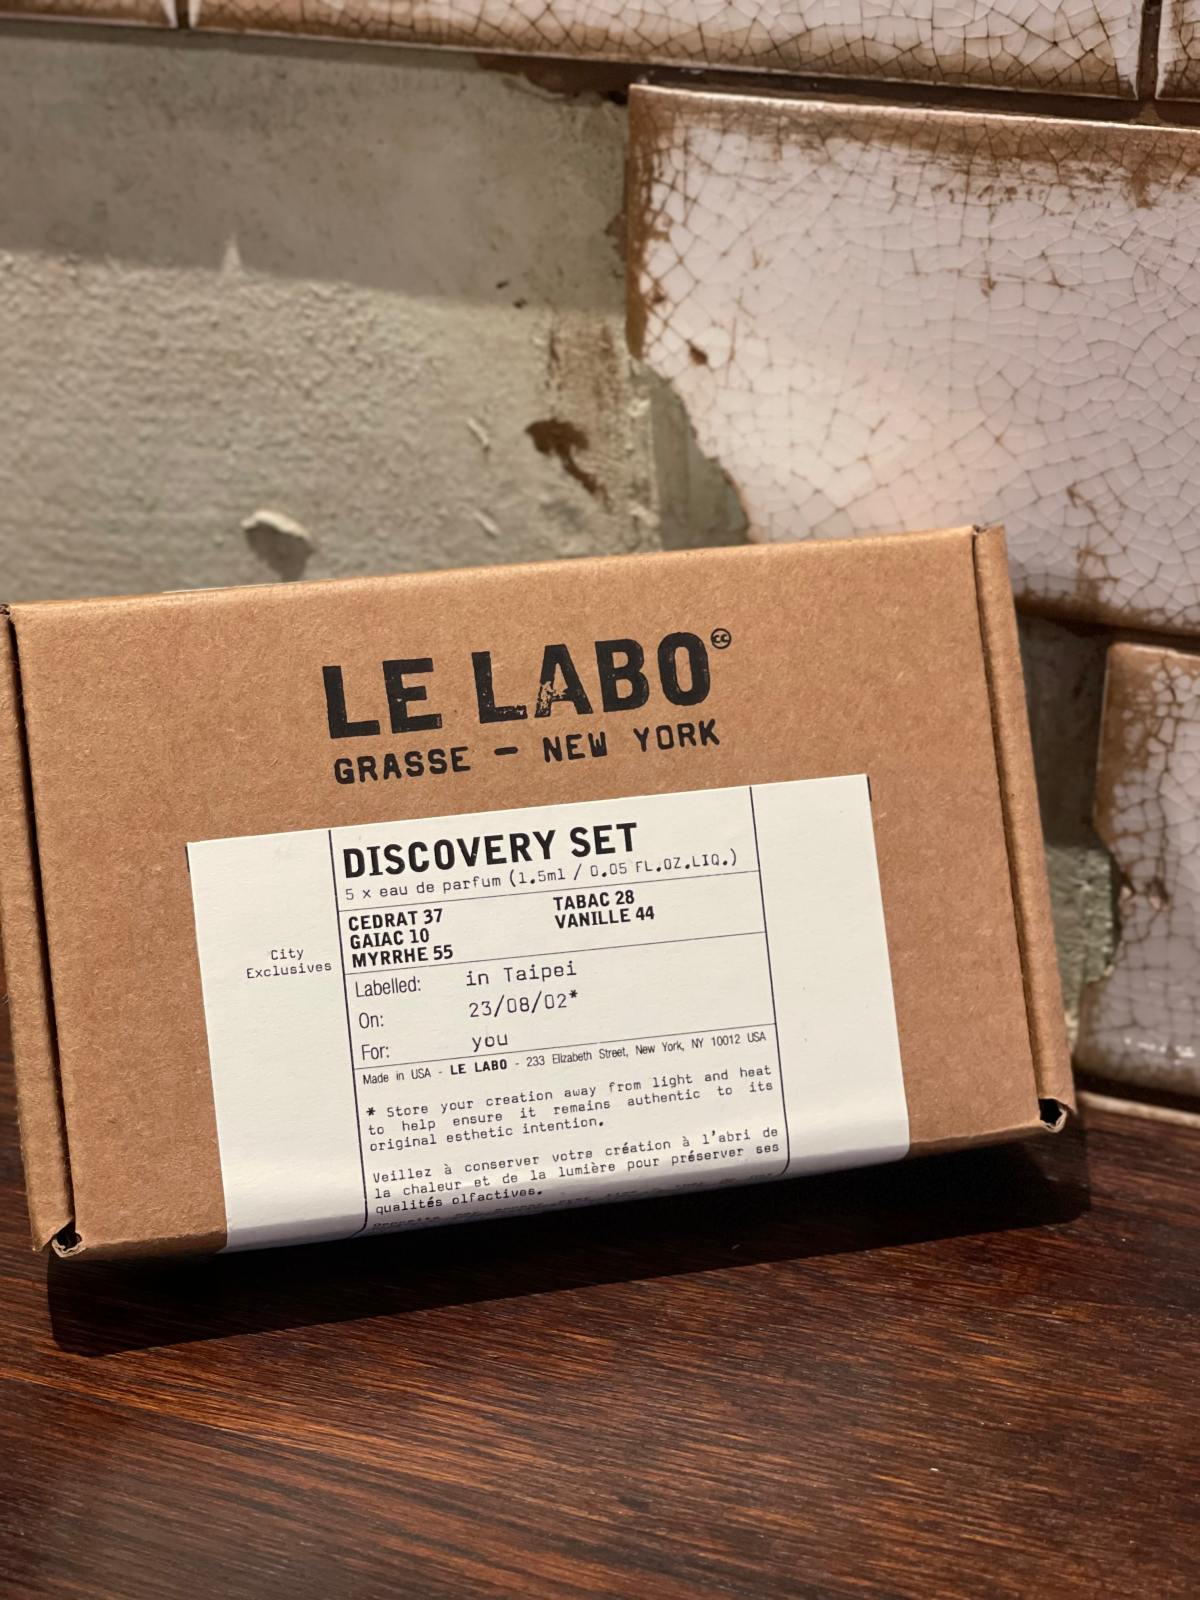 LE LABO
GRASSE — NEW YORK
DISCOVERY SET
5 x eau de parfum (1.5ml / 0.05 FL.OZ.LIQ.)
CEDRAT 37
GAIAC 10
MYRRHE 55
TABAC 28
VANILLE 44
City
Exclusives
Labelled: in Taipei
On: 23/08/02*
For: you
Made in USA - LE LABO - 233 Elizabeth Street, New York, NY 10012 USA
* Store your creation away from light and heat
to help ensure it remains authentic to its
original esthetic intention.
Veillez à conserver votre création à l'abri de
la chaleur et de la lumière pour préserver ses
qualités olfactives.